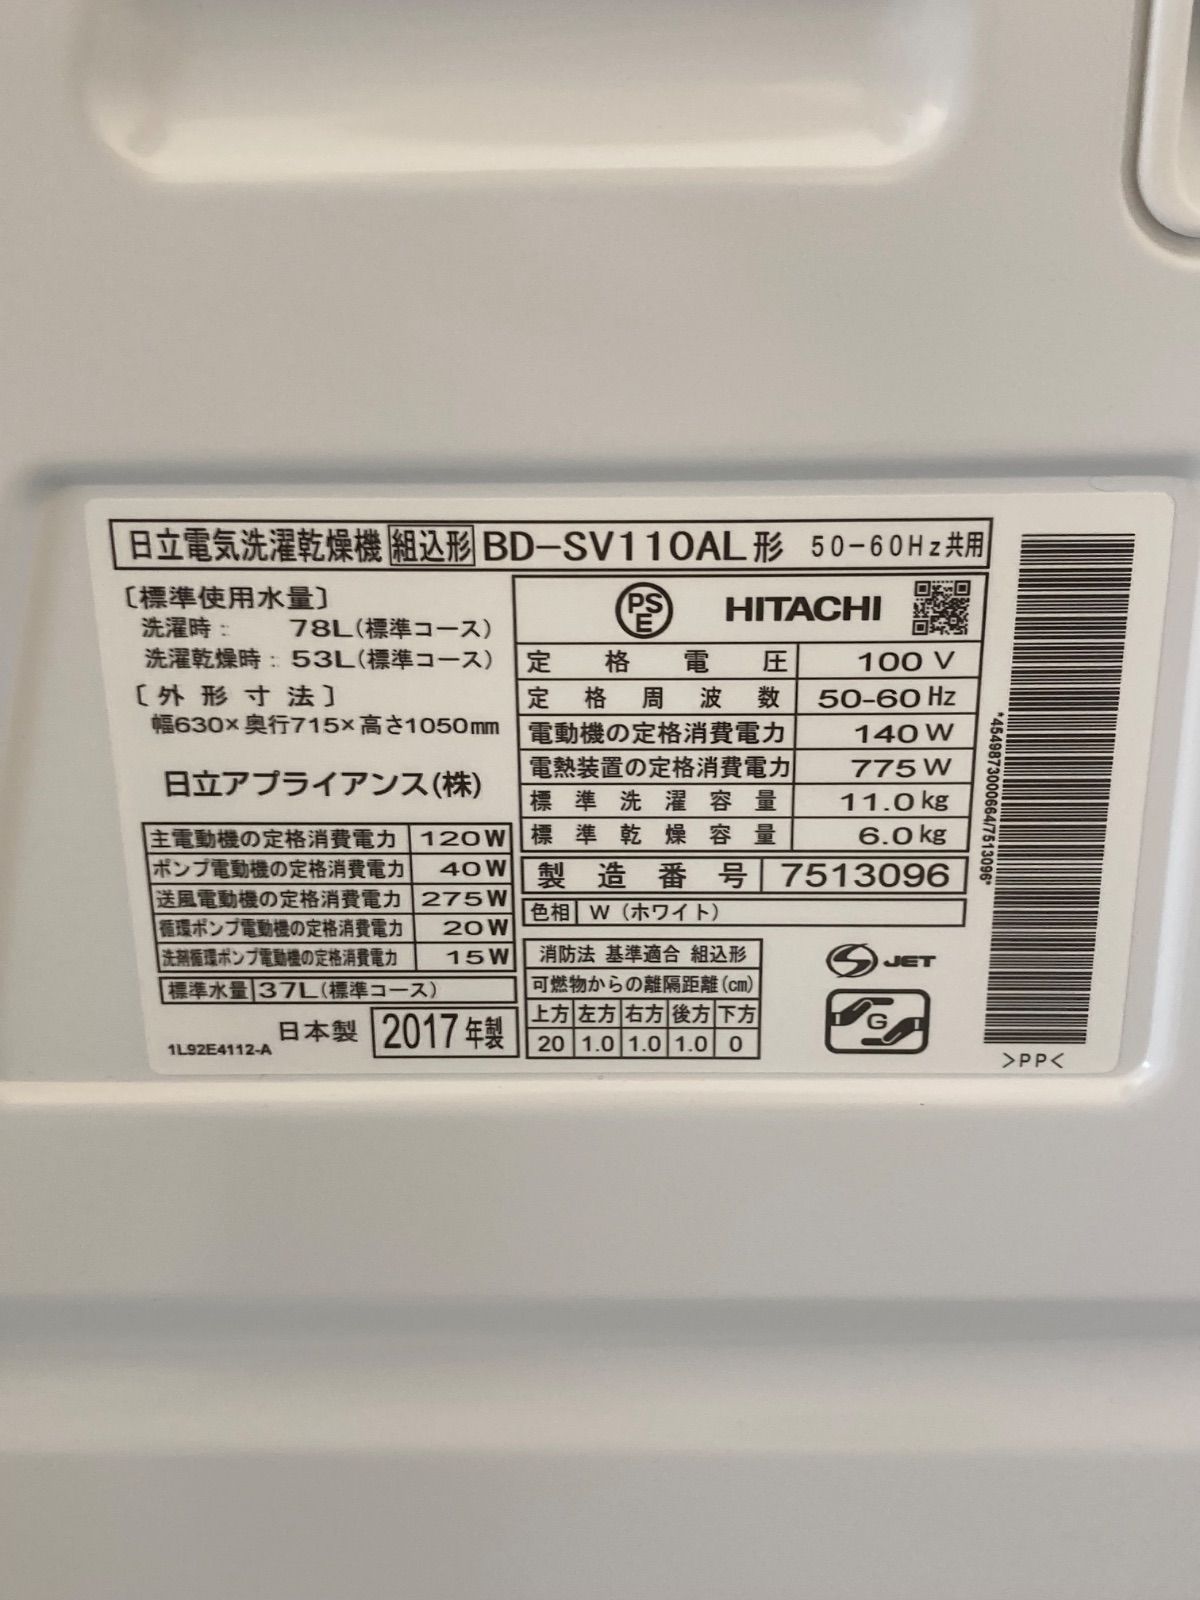 日立電気洗濯乾燥機 組込形 BD-SV110AL形 50-60Hz共用
〔標準使用水量〕
洗濯時： 78L(標準コース)
洗濯乾燥時：53L(標準コース)
〔外形寸法〕
幅630×奥行715×高さ1050mm
日立アプライアンス(株)
主電動機の定格消費電力 120W
ポンプ電動機の定格消費電力 40W
送風電動機の定格消費電力 275W
循環ポンプ電動機の定格消費電力 20W
洗剤循環ポンプ電動機の定格消費電力 15W
標準水量 37L(標準コース)
1L92E4112-A 日本製 2017年製
PSE HITACHI
定格電圧 100V
定格周波数 50-60Hz
電動機の定格消費電力 140W
電熱装置の定格消費電力 775W
標準洗濯容量 11.0kg
標準乾燥容量 6.0kg
製造番号 7513096
色相 W（ホワイト）
消防法 基準適合 組込形
可燃物からの離隔距離(cm)
上方 左方 右方 後方 下方
20 1.0 1.0 1.0 0
S JET
G
*4549873000664/7513096*
>PP<